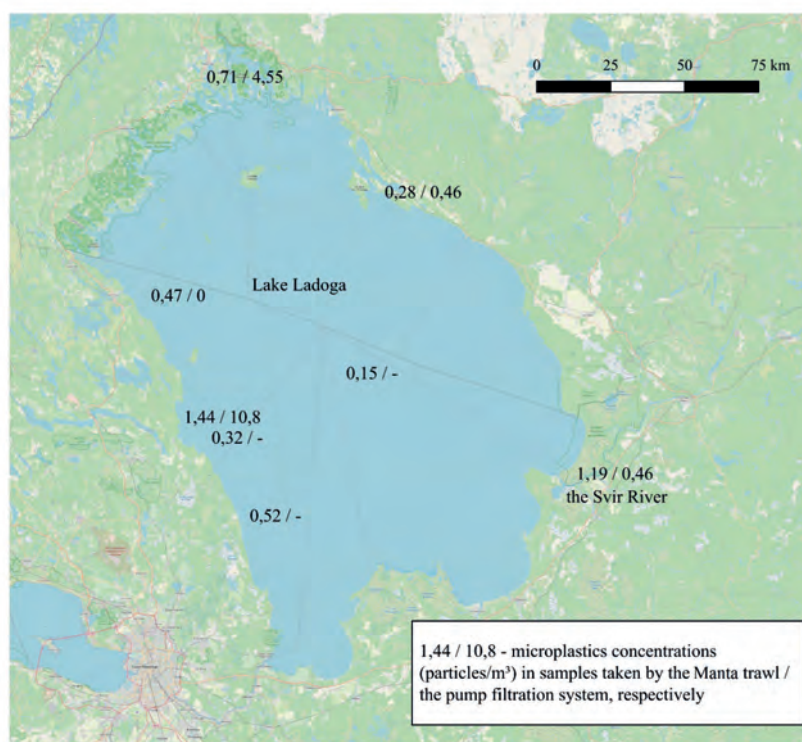 0,71 / 4,55
0 25 50 75 km
0,28 / 0,46
Lake Ladoga
0,47 / 0
0,15 / -
1,44 / 10,8
0,32 / -
1,19 / 0,46
the Svir River
0,52 / -
1,44 / 10,8 - microplastics concentrations
(particles/m³) in samples taken by the Manta trawl /
the pump filtration system, respectively